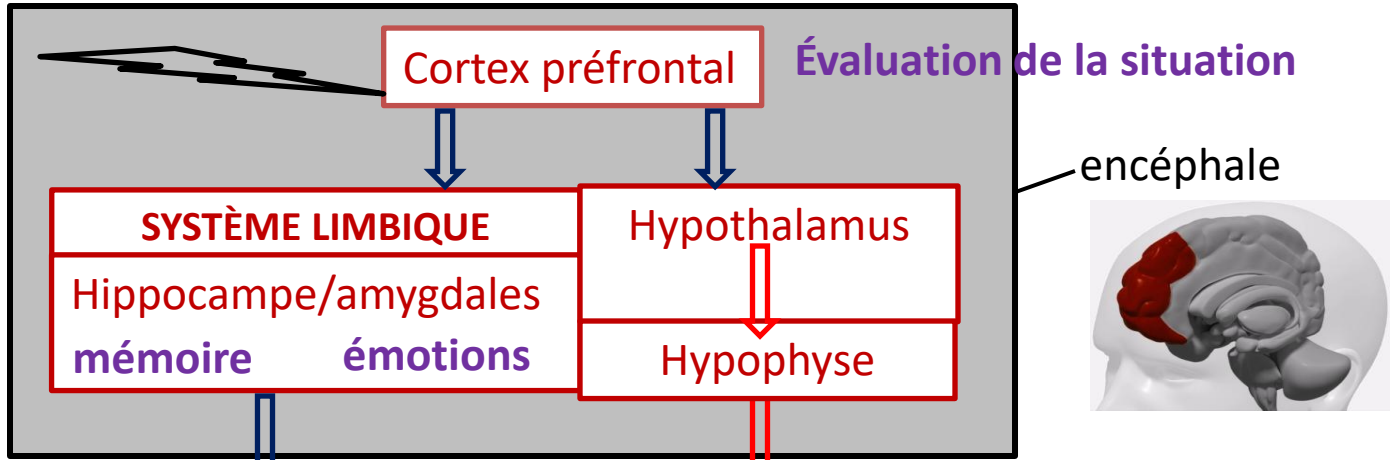 Cortex préfrontal
Évaluation de la situation
encéphale
SYSTÈME LIMBIQUE
Hypothalamus
Hippocampe/amygdales
mémoire émotions
Hypophyse